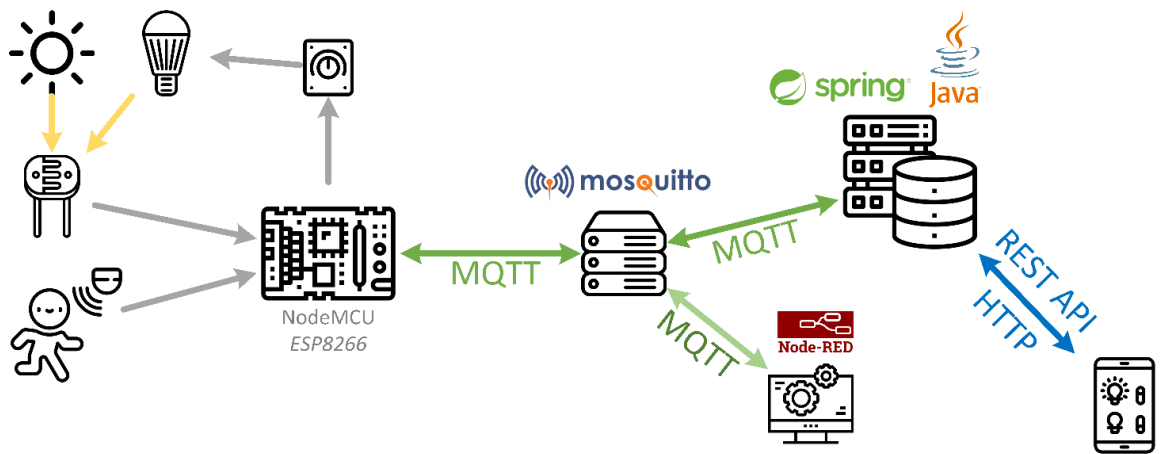 spring
Java
mosquitto
MQTT
MQTT
REST API
HTTP
NodeMCU
ESP8266
MQTT
Node-RED